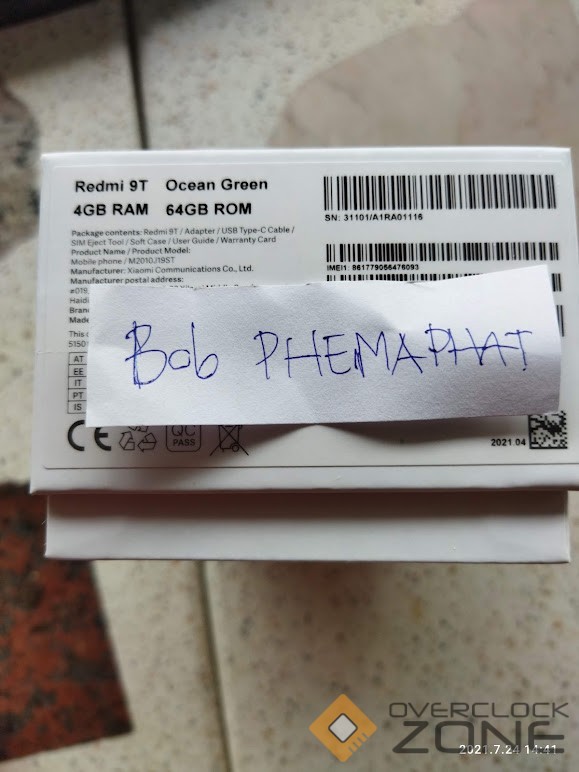 Redmi 9T Ocean Green
4GB RAM 64GB ROM
Package contents: Redmi 9T / Adapter / USB Type-C Cable /
SIM Eject Tool / Soft Case / User Guide / Warranty Card
Product Name / Product Model:
Mobile phone / M2010J19ST
Manufacturer: Xiaomi Communications Co., Ltd.
Manufacturer postal address:
SN: 31101/A1RA01116
IMEI1: 861779056476093
Bob PHEMAPHAT
AT
EE
IT
PT
IS
CE
QC
PASS
2021.04
OVERCLOCK
ZONE
2021.7.24 14:41